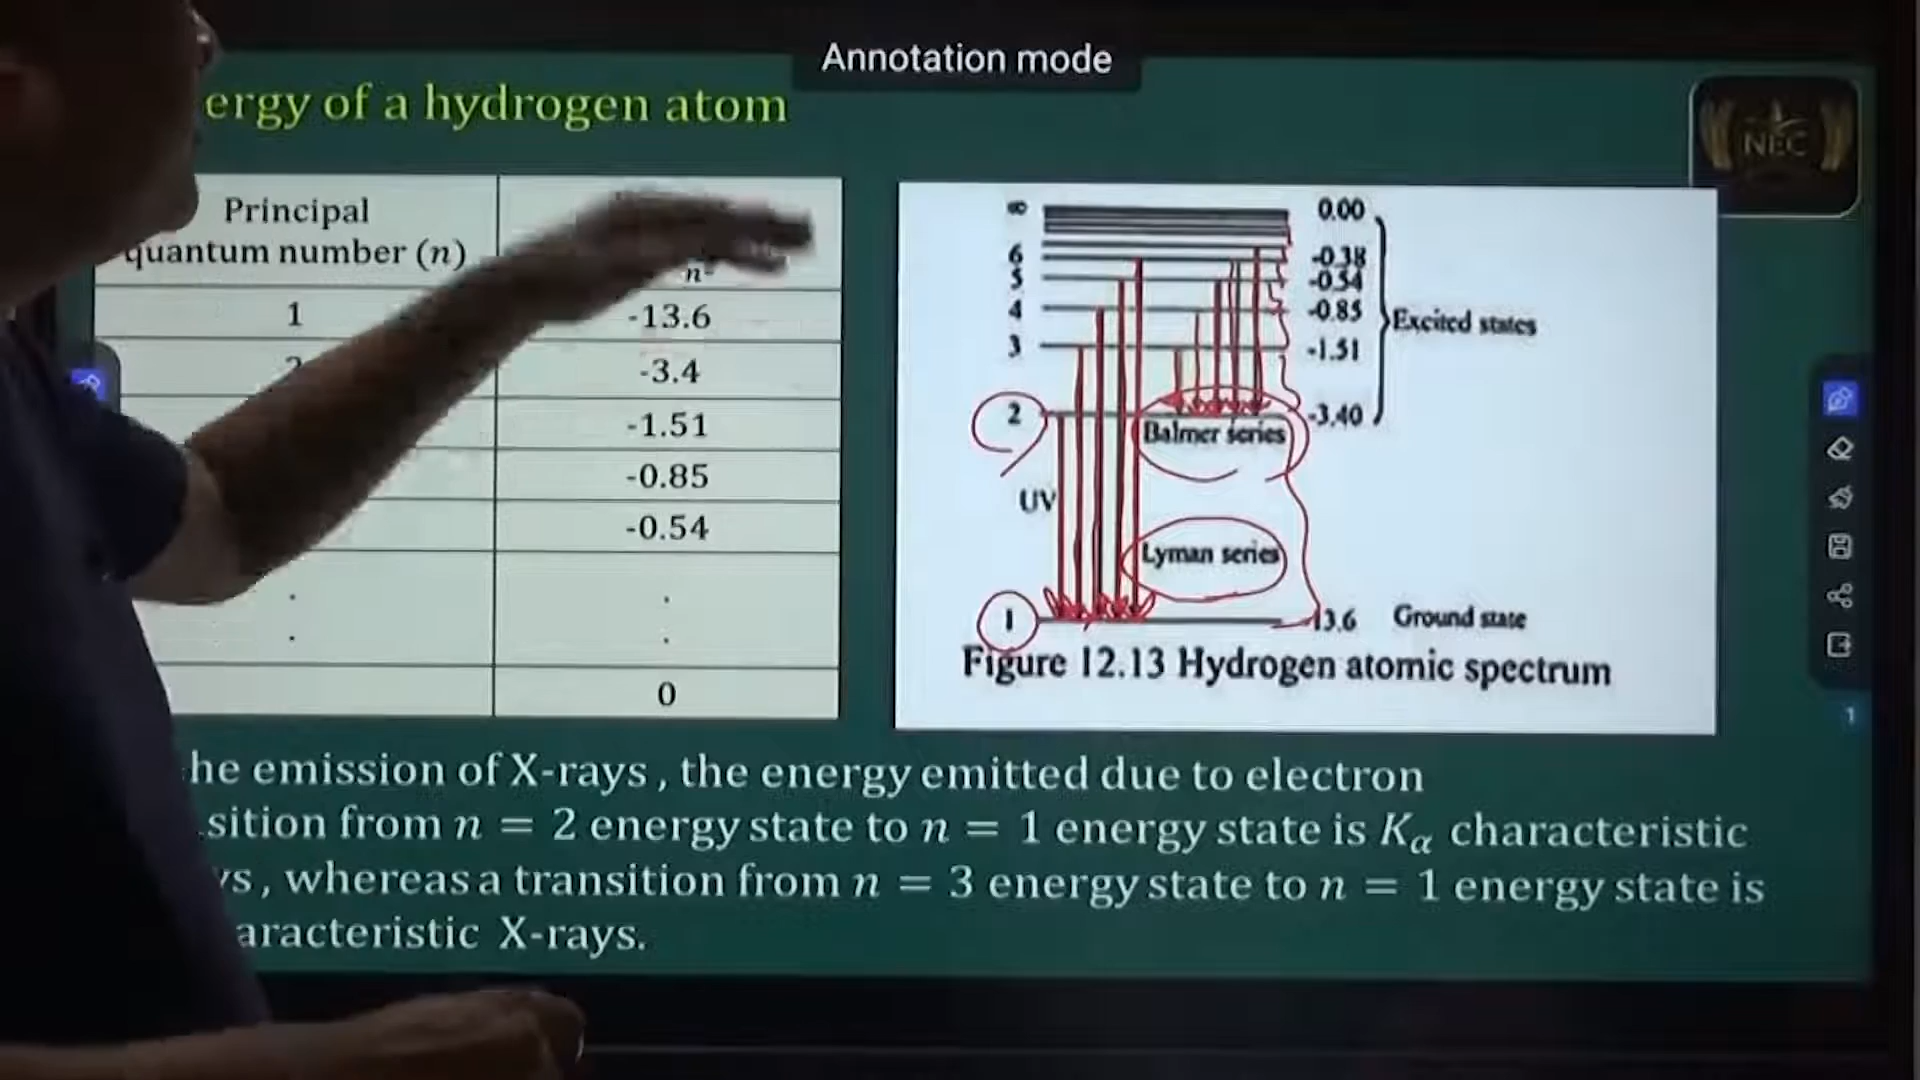 Annotation mode
ergy of a hydrogen atom
NEC
Principal
quantum number (n)
n²
1
-13.6
-3.4
-1.51
-0.85
-0.54
.
.
.
.
0
∞ 0.00
6 -0.38
5 -0.54
4 -0.85
Excited states
3 -1.51
2 -3.40
Balmer series
UV
Lyman series
1 13.6 Ground state
Figure 12.13 Hydrogen atomic spectrum
he emission of X-rays, the energy emitted due to electron
sition from n = 2 energy state to n = 1 energy state is Kα characteristic
ys, whereas a transition from n = 3 energy state to n = 1 energy state is
aracteristic X-rays.
1